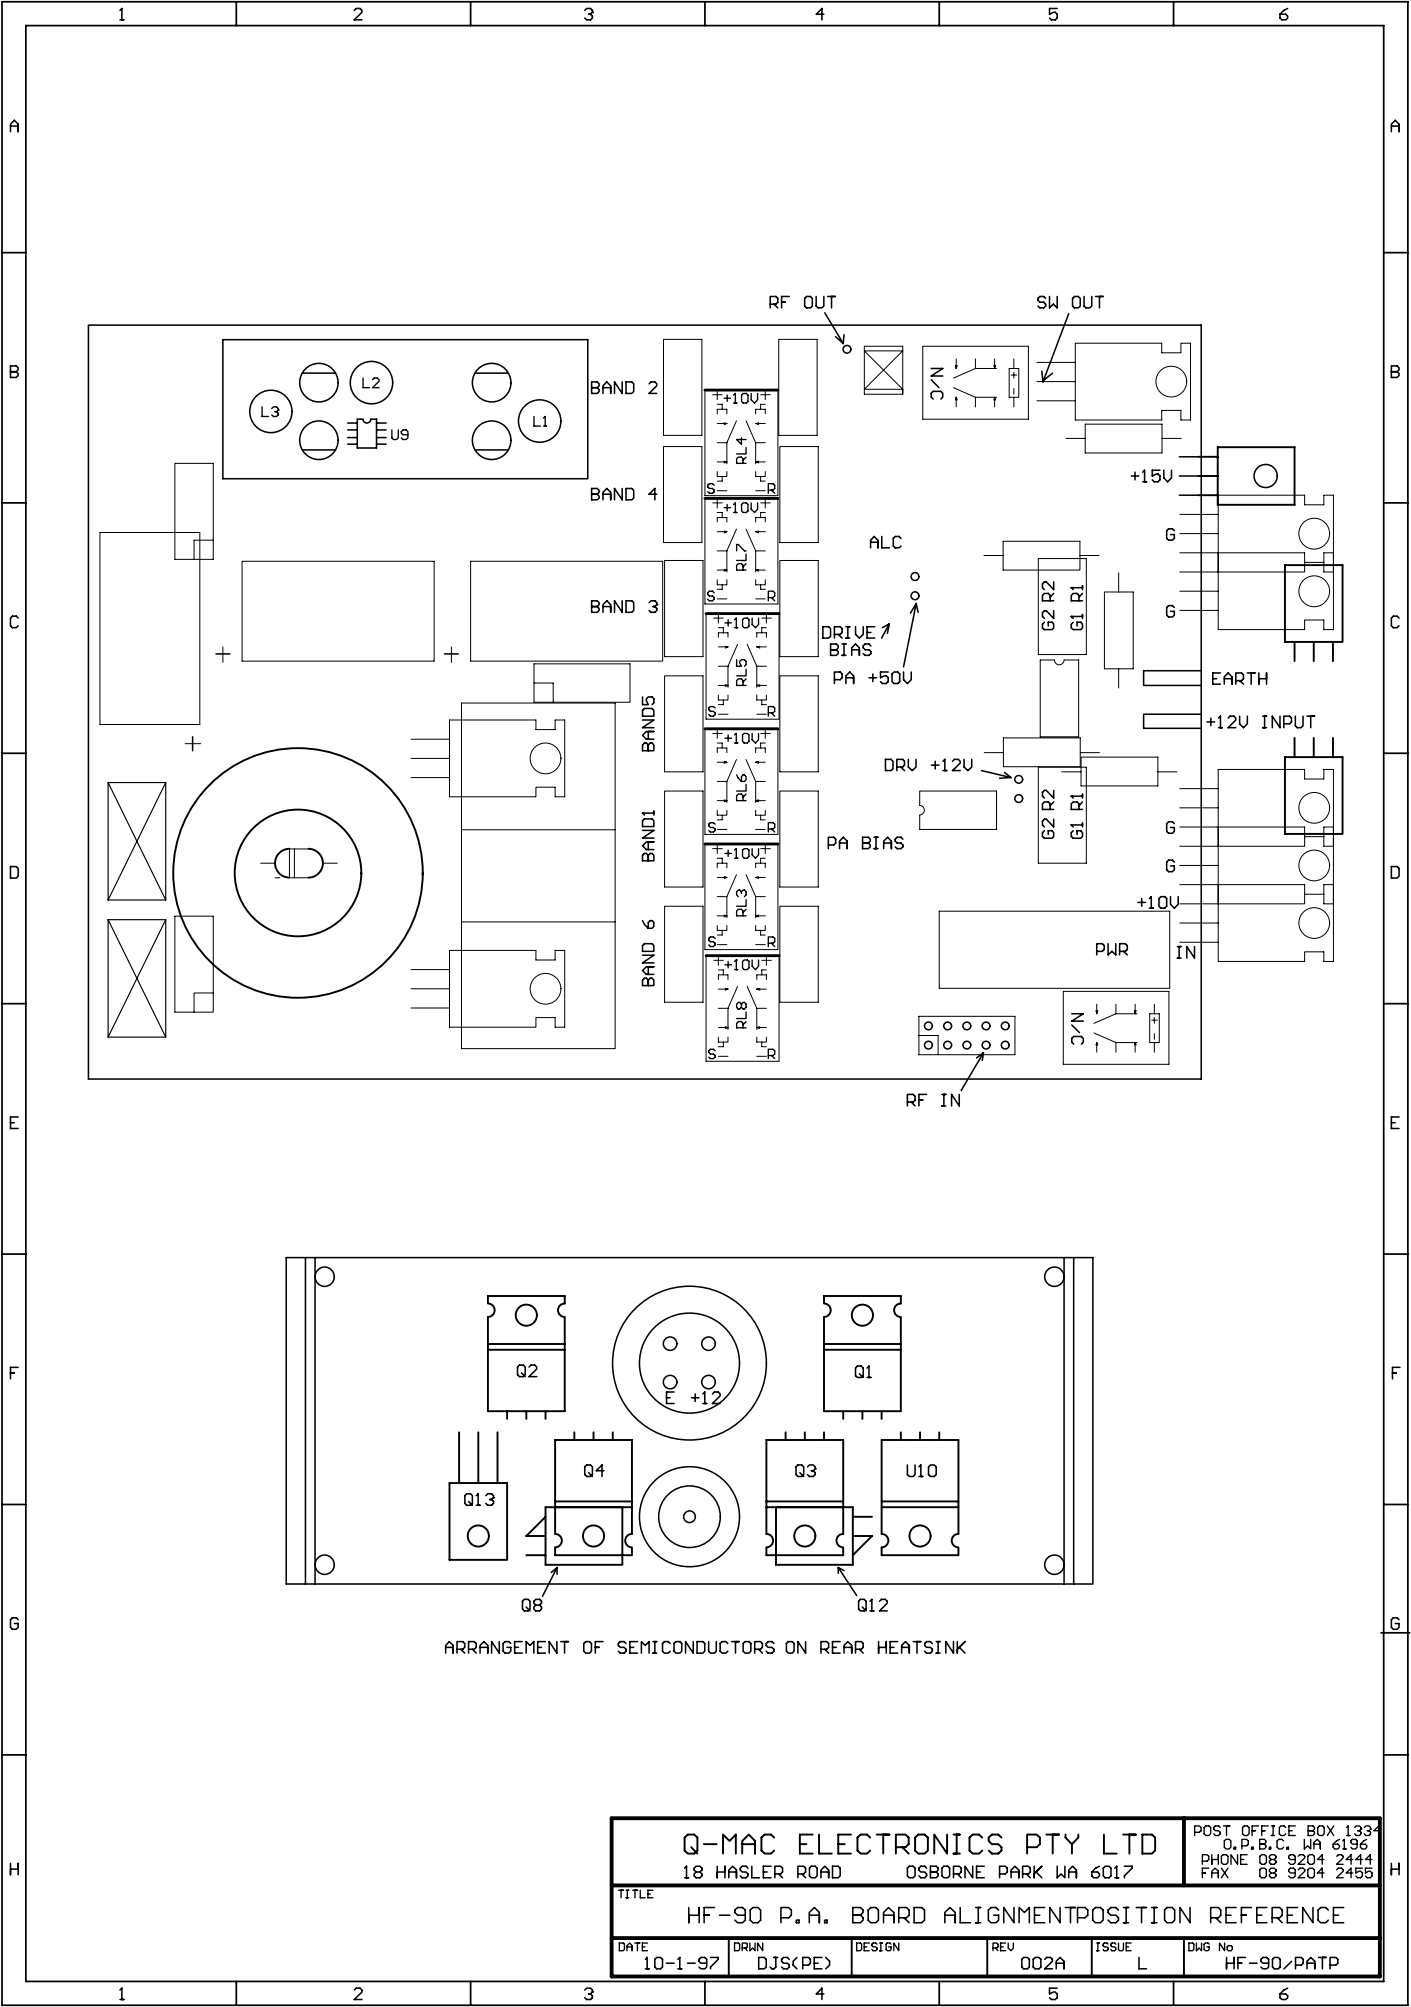 1 2 3 4 5 6
A A
RF OUT
SW OUT
B B
BAND 2
L2
L3
L1
U9
N/C
+ -
+10V
RL4
S R
+15V
BAND 4
+10V
RL7
S R
ALC
G
G2 R2
G1 R1
C C
BAND 3
G
DRIVE
BIAS
+10V
RL5
S R
PA +50V
EARTH
+12V INPUT
BAND5
+10V
RL6
S R
DRV +12V
G2 R2
G1 R1
BAND1
PA BIAS
G
+10V
RL3
S R
G
D D
+10V
BAND 6
PWR
IN
+10V
RL8
S R
N/C
+ -
RF IN
E E
Q2
Q1
F F
E +12
Q4
Q3
U10
Q13
Q8
Q12
G G
ARRANGEMENT OF SEMICONDUCTORS ON REAR HEATSINK
H H
Q-MAC ELECTRONICS PTY LTD
18 HASLER ROAD OSBORNE PARK WA 6017
POST OFFICE BOX 1334
O.P.B.C. WA 6196
PHONE 08 9204 2444
FAX 08 9204 2455
TITLE
HF-90 P.A. BOARD ALIGNMENTPOSITION REFERENCE
DATE
10-1-97
DRWN
DJS(PE)
DESIGN
REV
002A
ISSUE
L
DWG No
HF-90/PATP
1 2 3 4 5 6